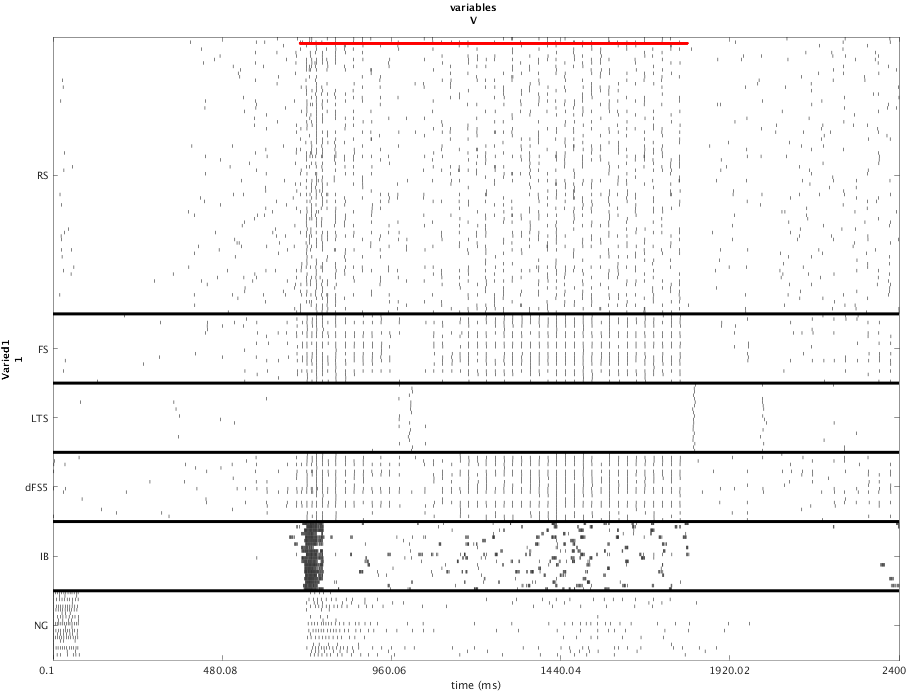 variables
V
RS
FS
Varied1
1
LTS
dFS5
IB
NG
0.1 480.08 960.06 1440.04 1920.02 2400
time (ms)